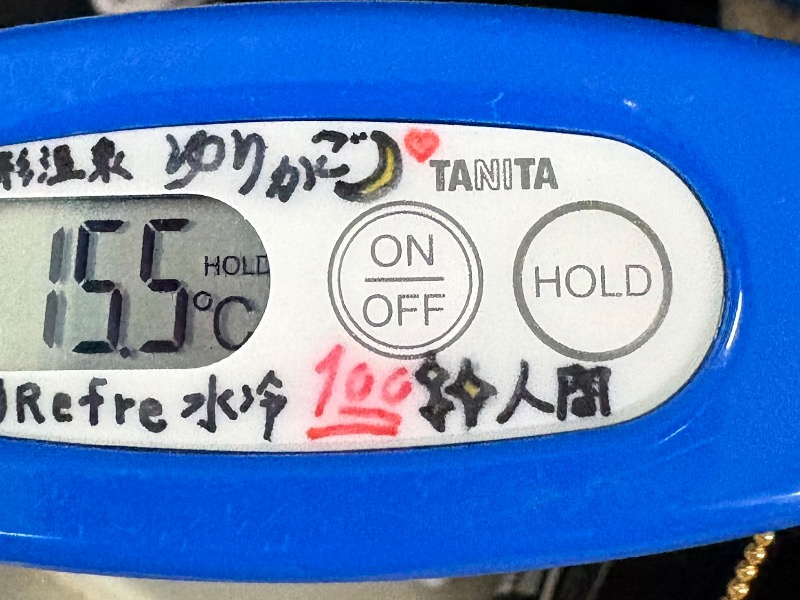 形温泉 ゆりかご🌙❤ TANITA
15.5 HOLD °C
ON
OFF
HOLD
Refre 水冷 100 ✨ 人間